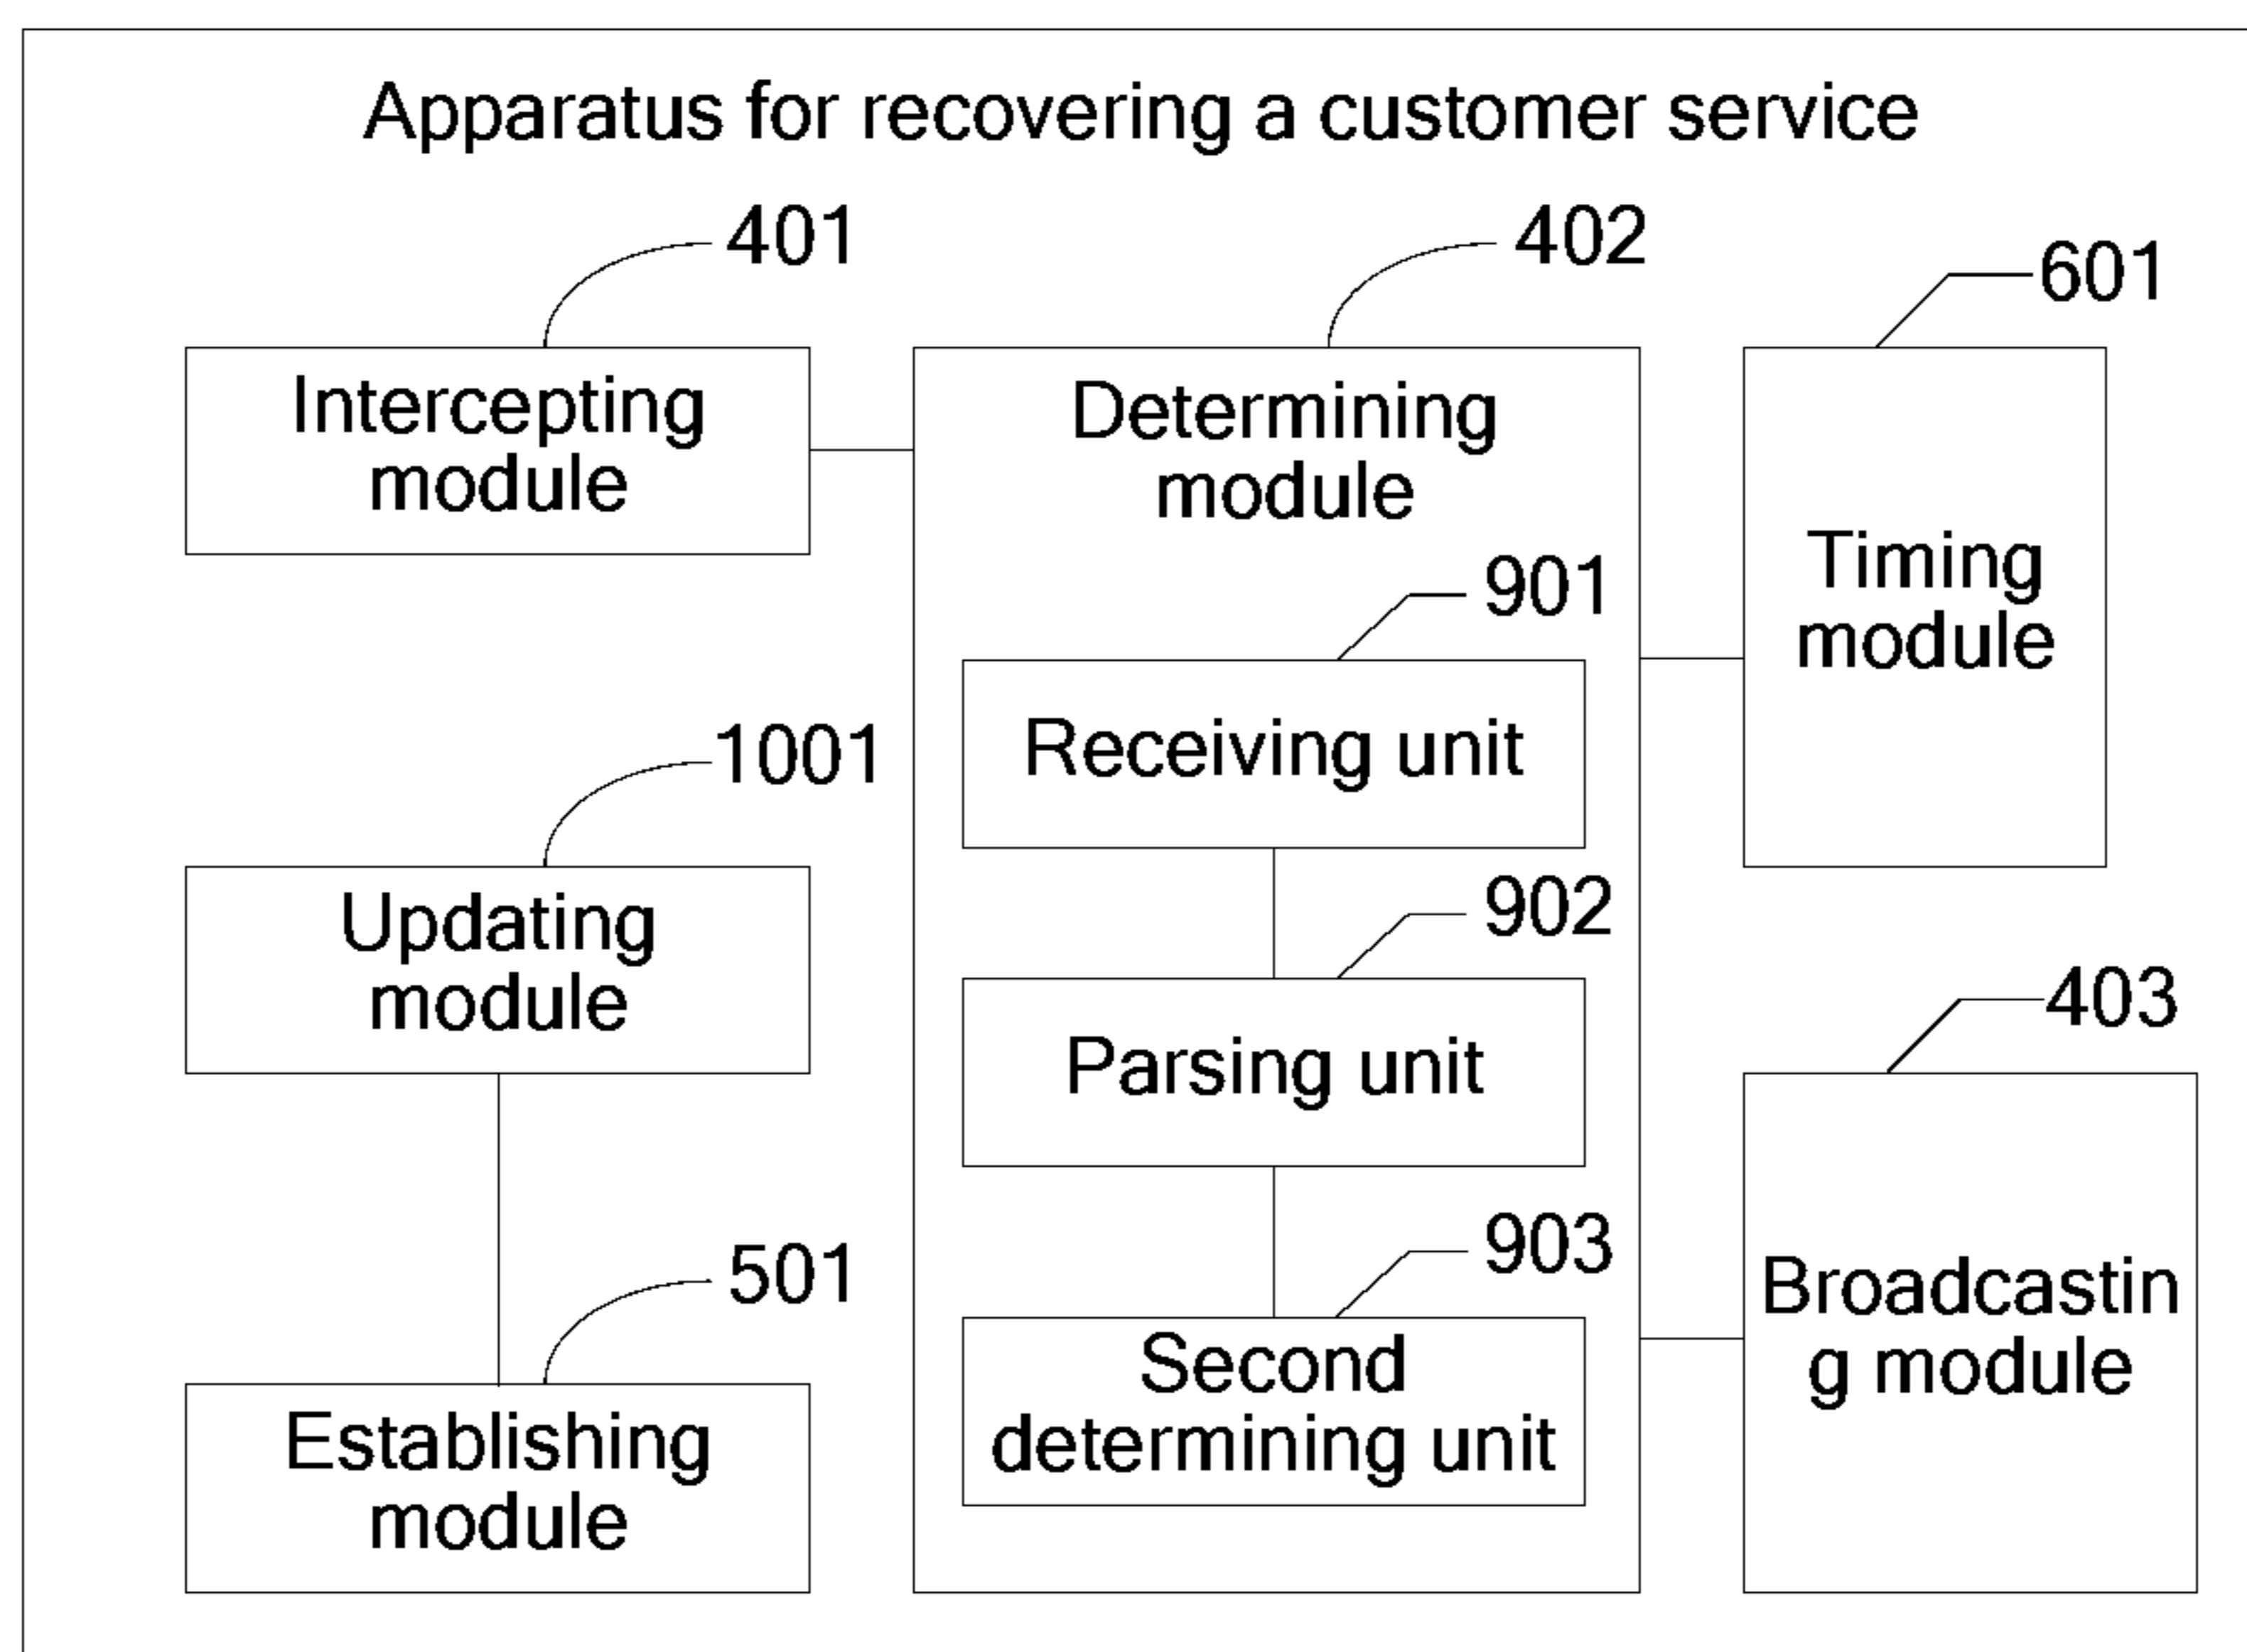 Apparatus for recovering a customer service
401
Intercepting
module
402
Determining
module
601
Timing
module
901
Receiving unit
1001
Updating
module
902
Parsing unit
403
Broadcastin
g module
903
Second
determining unit
501
Establishing
module